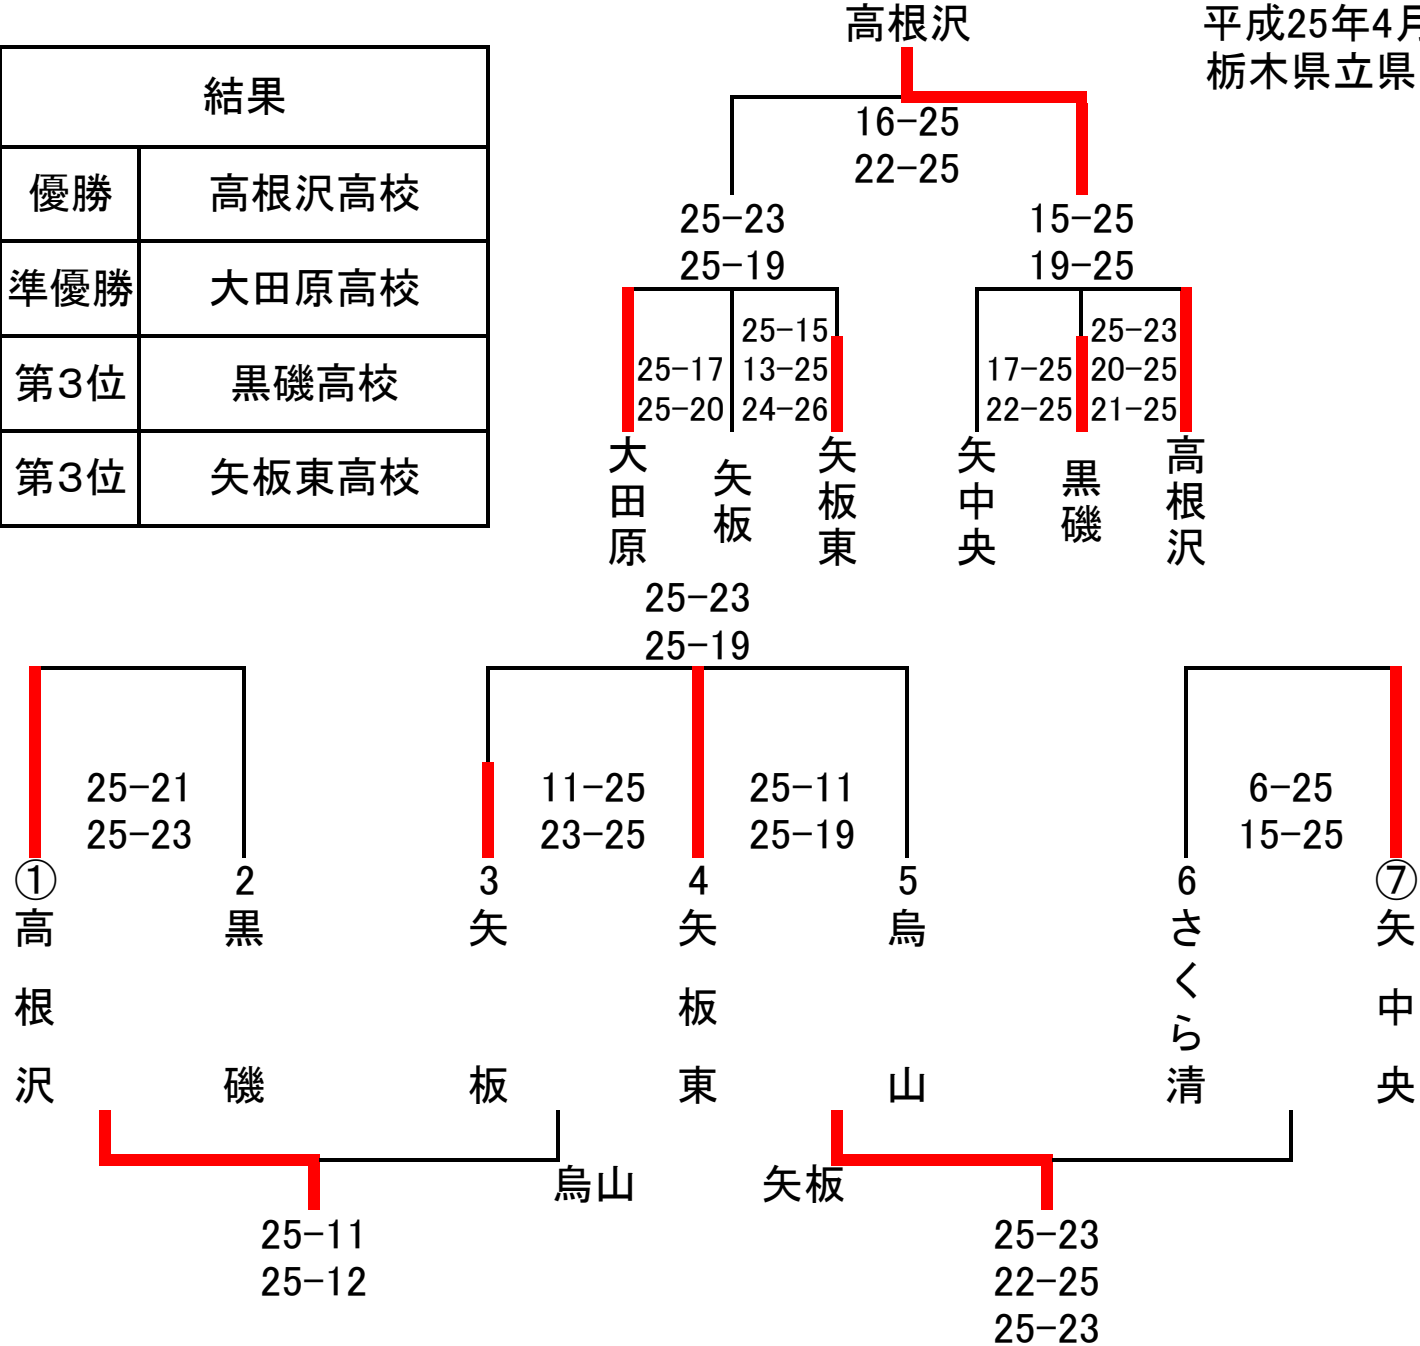 高根沢
平成25年4月
栃木県立県
結果
優勝 高根沢高校
準優勝 大田原高校
第3位 黒磯高校
第3位 矢板東高校
16-25
22-25
25-23
25-19
15-25
19-25
25-17
25-20
25-15
13-25
24-26
17-25
22-25
25-23
20-25
21-25
大田原
矢板
矢板東
矢中央
黒磯
高根沢
25-23
25-19
25-21
25-23
11-25
23-25
25-11
25-19
6-25
15-25
①高根沢
2黒磯
3矢板
4矢板東
5烏山
6さくら清
⑦矢中央
烏山
矢板
25-11
25-12
25-23
22-25
25-23